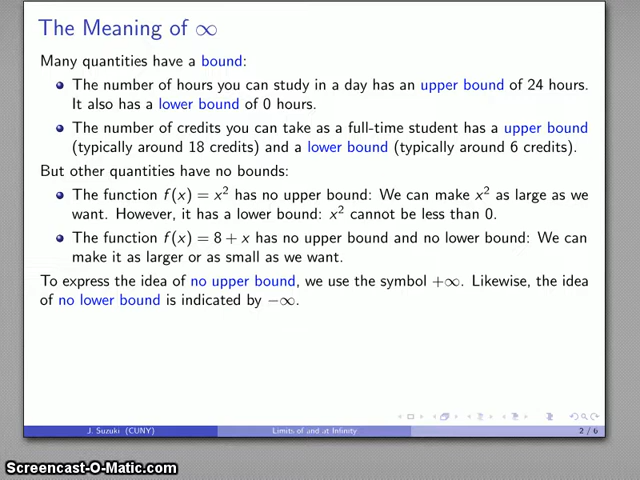 The Meaning of ∞
Many quantities have a bound:
The number of hours you can study in a day has an upper bound of 24 hours.
It also has a lower bound of 0 hours.
The number of credits you can take as a full-time student has a upper bound
(typically around 18 credits) and a lower bound (typically around 6 credits).
But other quantities have no bounds:
The function f(x) = x² has no upper bound: We can make x² as large as we
want. However, it has a lower bound: x² cannot be less than 0.
The function f(x) = 8 + x has no upper bound and no lower bound: We can
make it as larger or as small as we want.
To express the idea of no upper bound, we use the symbol +∞. Likewise, the idea
of no lower bound is indicated by −∞.
J. Suzuki (CUNY) Limits of and at Infinity 2 / 6
Screencast-O-Matic.com